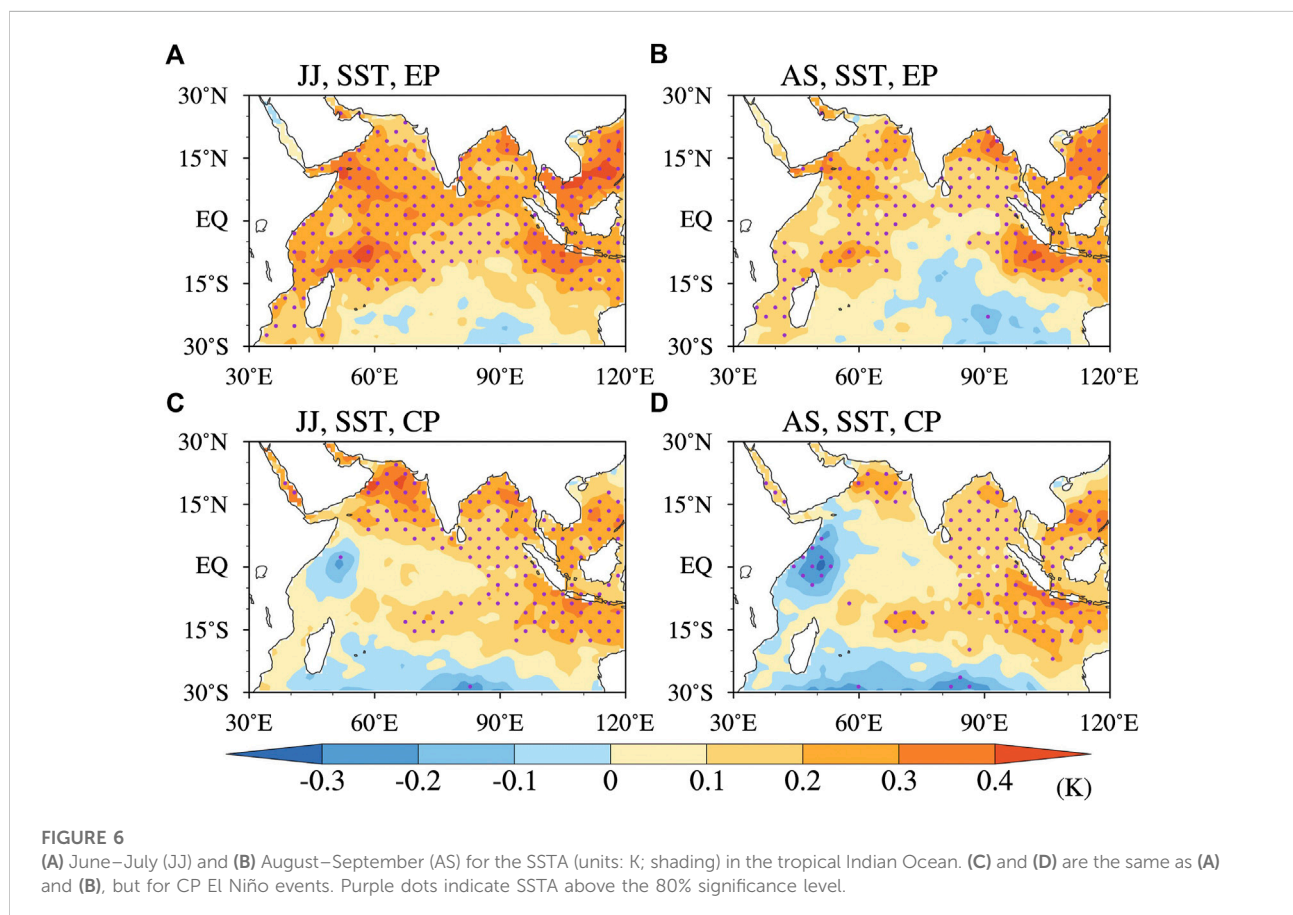 A
JJ, SST, EP
30°N
15°N
EQ
15°S
30°S
30°E 60°E 90°E 120°E
B
AS, SST, EP
30°N
15°N
EQ
15°S
30°S
30°E 60°E 90°E 120°E
C
JJ, SST, CP
30°N
15°N
EQ
15°S
30°S
30°E 60°E 90°E 120°E
D
AS, SST, CP
30°N
15°N
EQ
15°S
30°S
30°E 60°E 90°E 120°E
-0.3 -0.2 -0.1 0 0.1 0.2 0.3 0.4 (K)
FIGURE 6
(A) June–July (JJ) and (B) August–September (AS) for the SSTA (units: K; shading) in the tropical Indian Ocean. (C) and (D) are the same as (A)
and (B), but for CP El Niño events. Purple dots indicate SSTA above the 80% significance level.